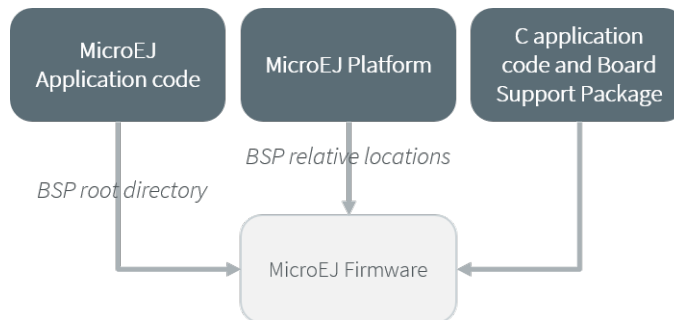 MicroEJ
Application code
MicroEJ Platform
C application
code and Board
Support Package
BSP relative locations
BSP root directory
MicroEJ Firmware